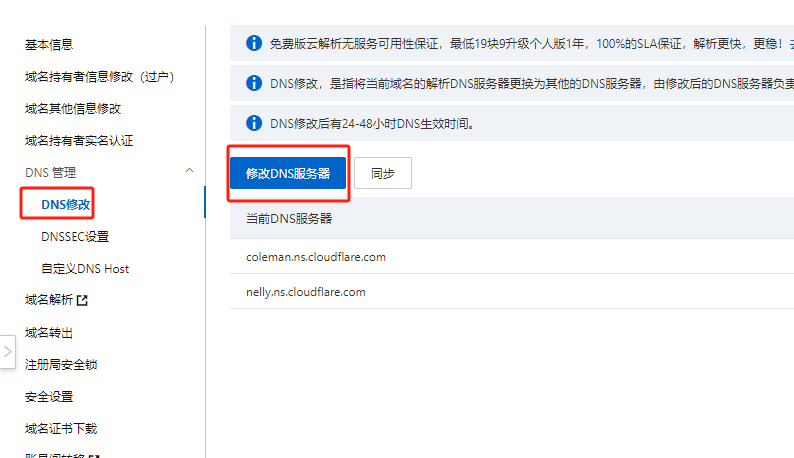 基本信息
域名持有者信息修改（过户）
域名其他信息修改
域名持有者实名认证
DNS 管理
DNS修改
DNSSEC设置
自定义DNS Host
域名解析
域名转出
注册局安全锁
安全设置
域名证书下载
账号间转移
免费版云解析无服务可用性保证，最低19块9升级个人版1年，100%的SLA保证，解析更快，更稳！
DNS修改，是指将当前域名的解析DNS服务器更换为其他的DNS服务器，由修改后的DNS服务器负责
DNS修改后有24-48小时DNS生效时间。
修改DNS服务器
同步
当前DNS服务器
coleman.ns.cloudflare.com
nelly.ns.cloudflare.com